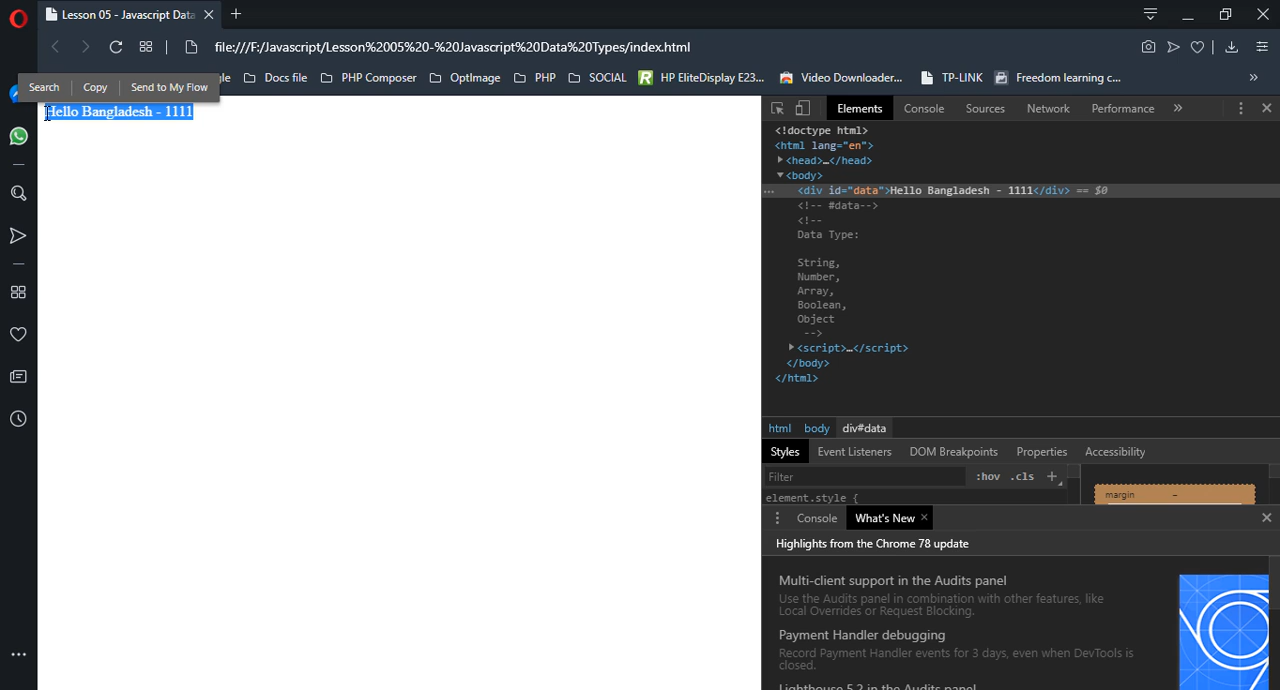 Lesson 05 - Javascript Data
file:///F:/Javascript/Lesson%2005%20-%20Javascript%20Data%20Types/index.html
Docs file
PHP Composer
OptImage
PHP
SOCIAL
HP EliteDisplay E23...
Video Downloader...
TP-LINK
Freedom learning c...
»
Search
Copy
Send to My Flow
Hello Bangladesh - 1111
Elements
Console
Sources
Network
Performance
»
<!doctype html>
<html lang="en">
<head>…</head>
<body>
<div id="data">Hello Bangladesh - 1111</div> == $0
<!-- #data-->
<!--
Data Type:
String,
Number,
Array,
Boolean,
Object
-->
<script>…</script>
</body>
</html>
html body div#data
Styles
Event Listeners
DOM Breakpoints
Properties
Accessibility
Filter
:hov .cls +
element.style {
margin -
Console
What's New
Highlights from the Chrome 78 update
Multi-client support in the Audits panel
Use the Audits panel in combination with other features, like
Local Overrides or Request Blocking.
Payment Handler debugging
Record Payment Handler events for 3 days, even when DevTools is
closed.
Lighthouse 5.2 in the Audits panel